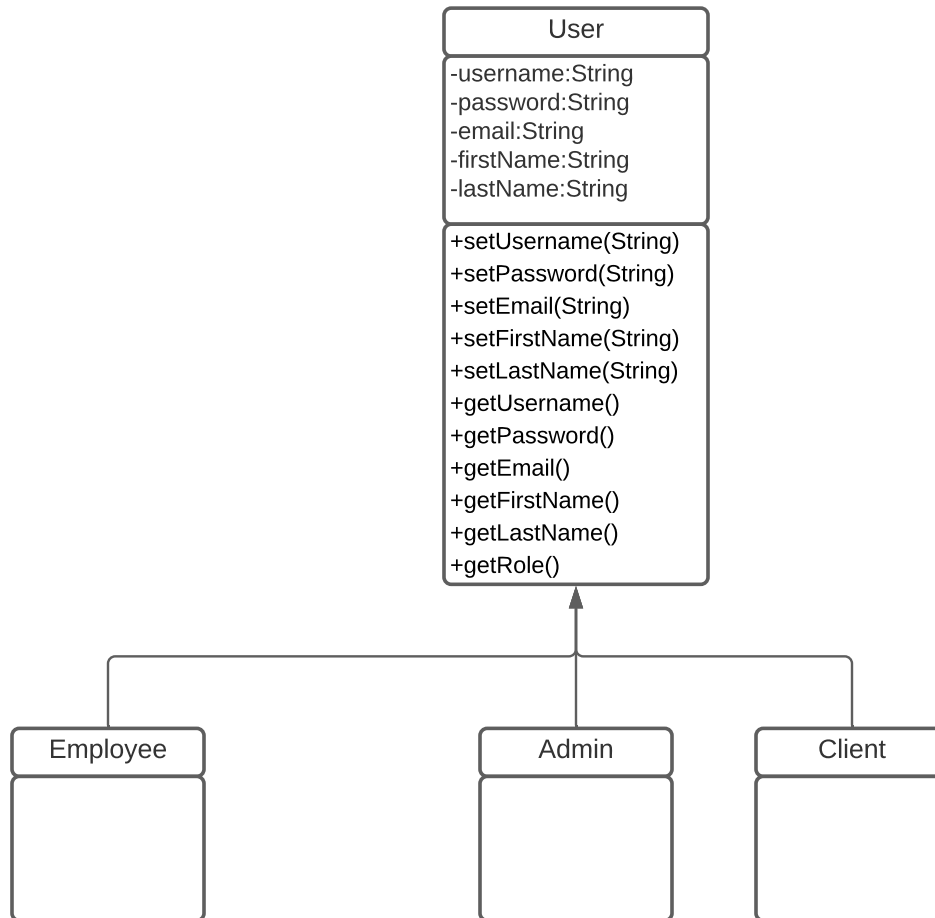 User
-username:String
-password:String
-email:String
-firstName:String
-lastName:String
+setUsername(String)
+setPassword(String)
+setEmail(String)
+setFirstName(String)
+setLastName(String)
+getUsername()
+getPassword()
+getEmail()
+getFirstName()
+getLastName()
+getRole()
Employee
Admin
Client